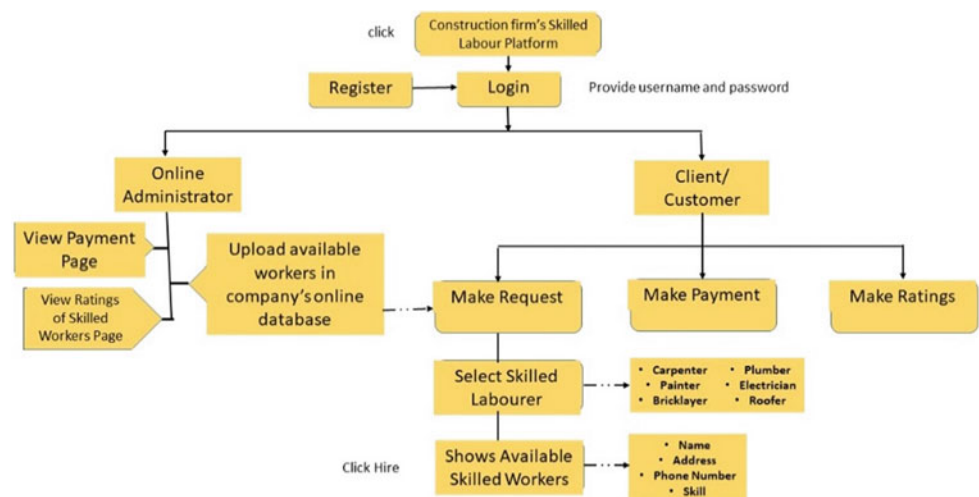 click
Construction firm's Skilled
Labour Platform
Register
Login
Provide username and password
Online
Administrator
Client/
Customer
View Payment
Page
Upload available
workers in
company's online
database
View Ratings
of Skilled
Workers Page
Make Request
Make Payment
Make Ratings
Select Skilled
Labourer
• Carpenter • Plumber
• Painter • Electrician
• Bricklayer • Roofer
Click Hire
Shows Available
Skilled Workers
• Name
• Address
• Phone Number
• Skill